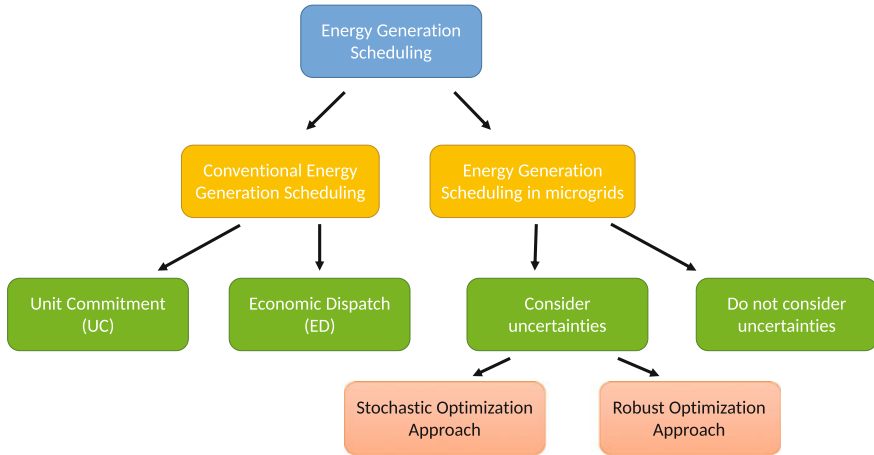 Energy Generation
Scheduling
Conventional Energy
Generation Scheduling
Energy Generation
Scheduling in microgrids
Unit Commitment
(UC)
Economic Dispatch
(ED)
Consider
uncertainties
Do not consider
uncertainties
Stochastic Optimization
Approach
Robust Optimization
Approach